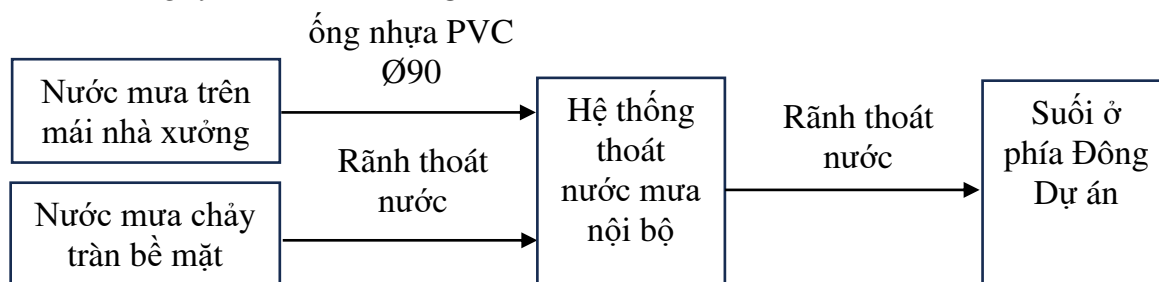 ống nhựa PVC
Ø90
Nước mưa trên
mái nhà xưởng
Rãnh thoát
nước
Nước mưa chảy
tràn bề mặt
Hệ thống
thoát
nước mưa
nội bộ
Rãnh thoát
nước
Suối ở
phía Đông
Dự án